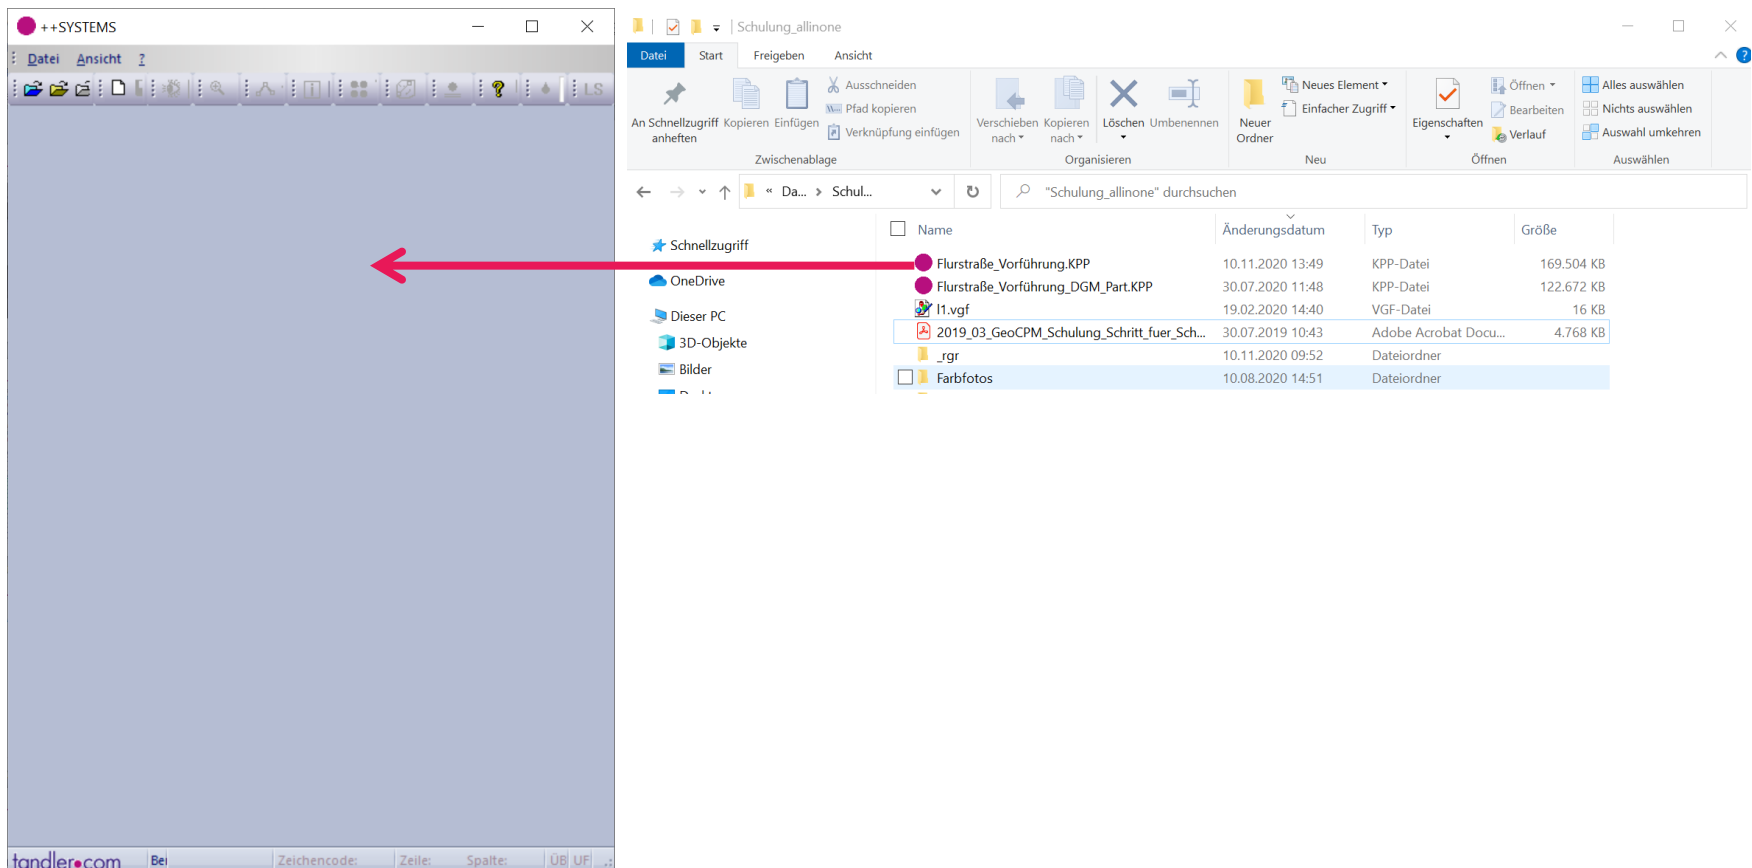 ++SYSTEMS
Datei Ansicht ?
LS
tandler.com Zeichencode: Zeile: Spalte: ÜB UF
Schulung_allinone
Datei Start Freigeben Ansicht
An Schnellzugriff anheften
Kopieren
Einfügen
Ausschneiden
Pfad kopieren
Verknüpfung einfügen
Zwischenablage
Verschieben nach
Kopieren nach
Löschen
Umbenennen
Organisieren
Neuer Ordner
Neues Element
Einfacher Zugriff
Neu
Eigenschaften
Öffnen
Bearbeiten
Verlauf
Öffnen
Alles auswählen
Nichts auswählen
Auswahl umkehren
Auswählen
« Da... › Schul...
"Schulung_allinone" durchsuchen
Schnellzugriff
OneDrive
Dieser PC
3D-Objekte
Bilder
Name Änderungsdatum Typ Größe
Flurstraße_Vorführung.KPP 10.11.2020 13:49 KPP-Datei 169.504 KB
Flurstraße_Vorführung_DGM_Part.KPP 30.07.2020 11:48 KPP-Datei 122.672 KB
l1.vgf 19.02.2020 14:40 VGF-Datei 16 KB
2019_03_GeoCPM_Schulung_Schritt_fuer_Sch... 30.07.2019 10:43 Adobe Acrobat Docu... 4.768 KB
_rgr 10.11.2020 09:52 Dateiordner
Farbfotos 10.08.2020 14:51 Dateiordner